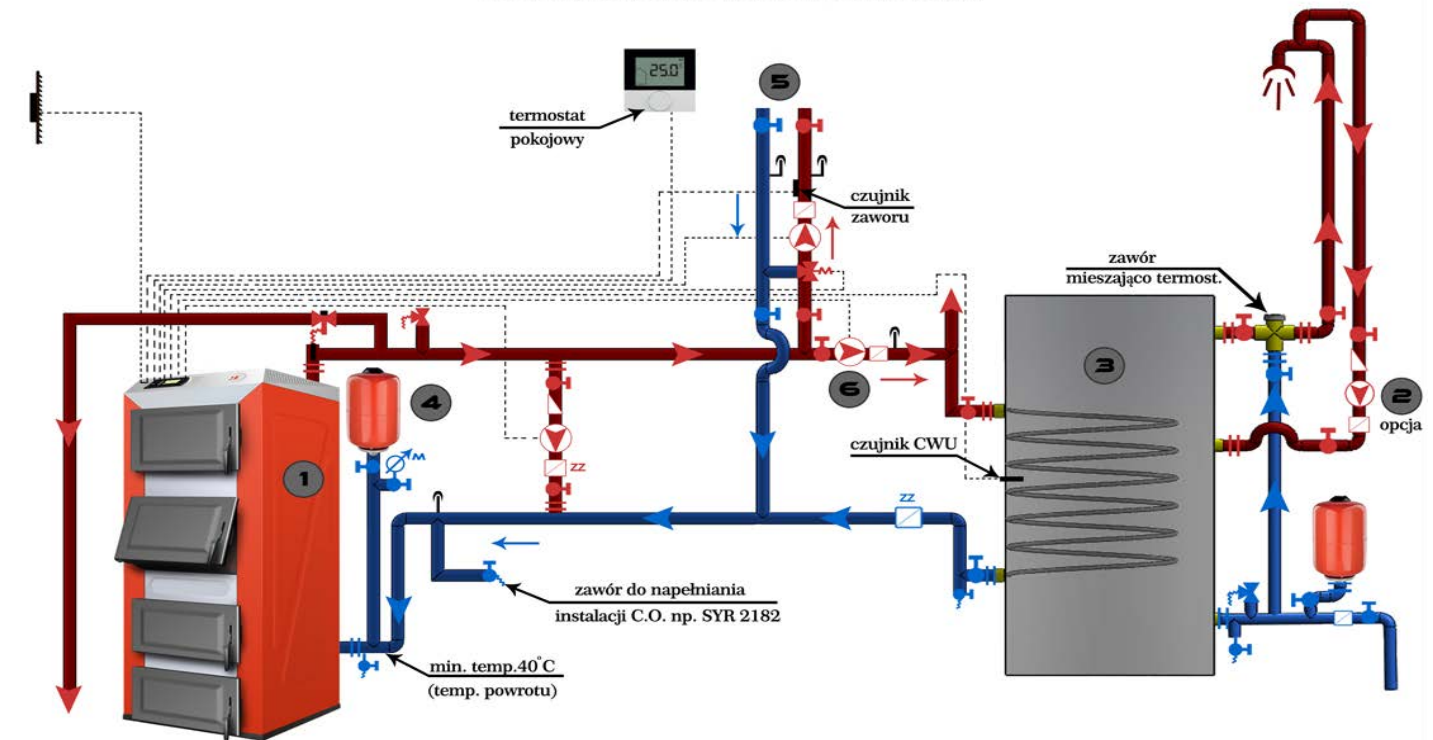 25.0°
termostat
pokojowy
5
czujnik
zaworu
zawór
mieszająco termost.
4
6
3
2
opcja
1
czujnik CWU
zz
zz
zawór do napełniania
instalacji C.O. np. SYR 2182
min. temp.40°C
(temp. powrotu)